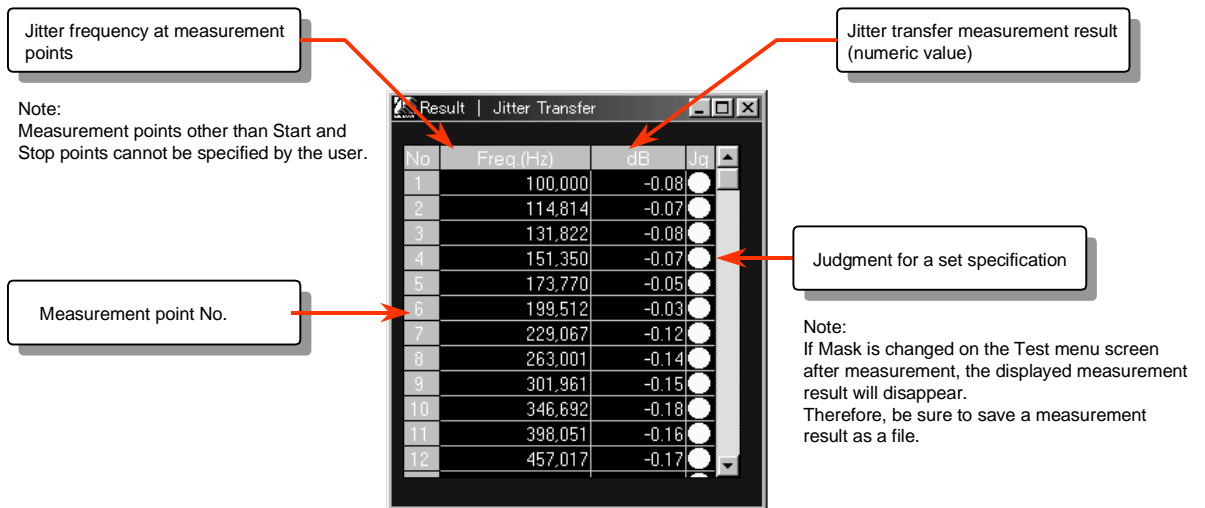 Jitter frequency at measurement
points
Jitter transfer measurement result
(numeric value)
Note:
Measurement points other than Start and
Stop points cannot be specified by the user.
Result | Jitter Transfer
No Freq.(Hz) dB Jg
1 100,000 -0.08
2 114,814 -0.07
3 131,822 -0.08
4 151,350 -0.07
5 173,770 -0.05
6 199,512 -0.03
7 229,067 -0.12
8 263,001 -0.14
9 301,961 -0.15
10 346,692 -0.18
11 398,051 -0.16
12 457,017 -0.17
Measurement point No.
Judgment for a set specification
Note:
If Mask is changed on the Test menu screen
after measurement, the displayed measurement
result will disappear.
Therefore, be sure to save a measurement
result as a file.